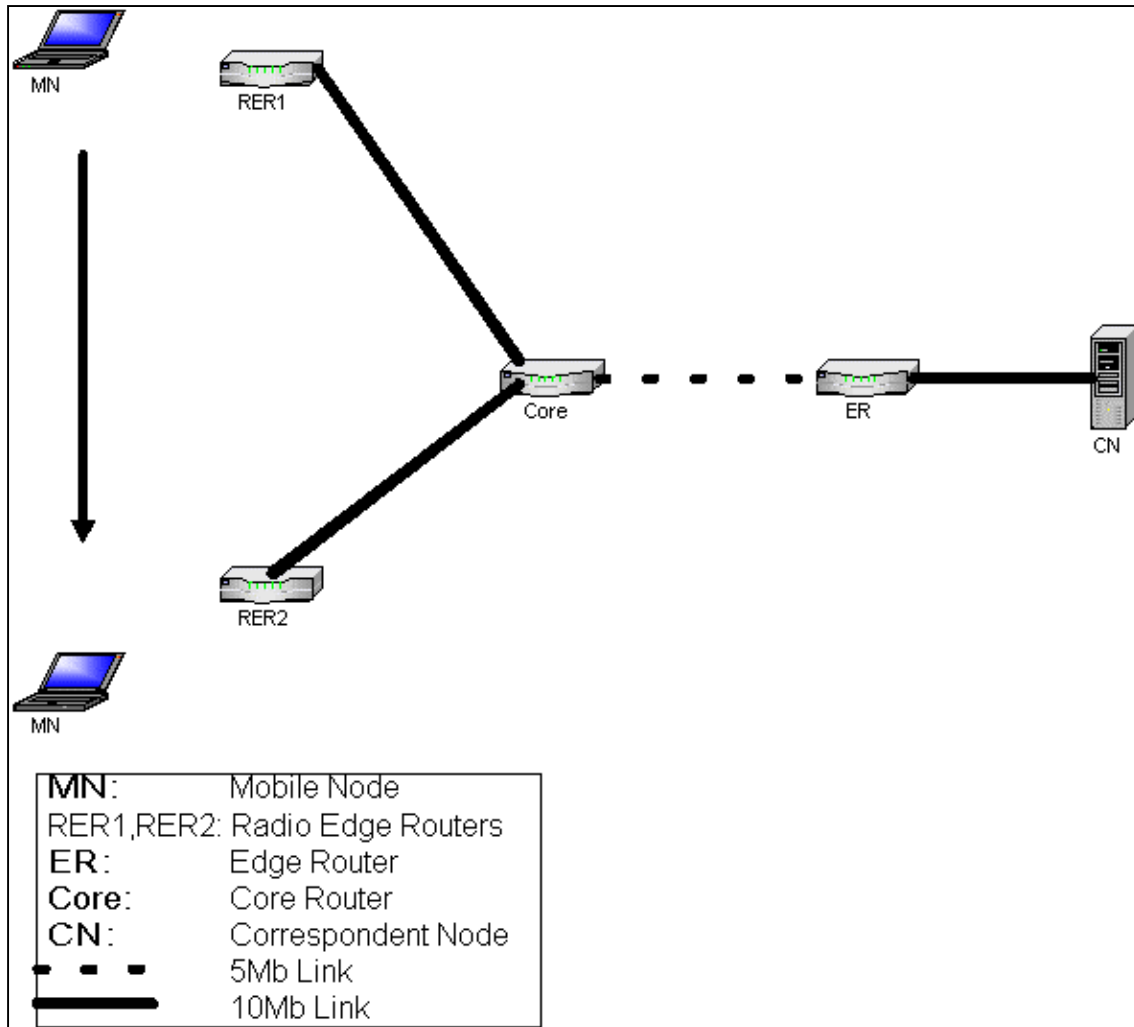 MN
RER1
Core
ER
CN
RER2
MN
MN: Mobile Node
RER1,RER2: Radio Edge Routers
ER: Edge Router
Core: Core Router
CN: Correspondent Node
5Mb Link
10Mb Link